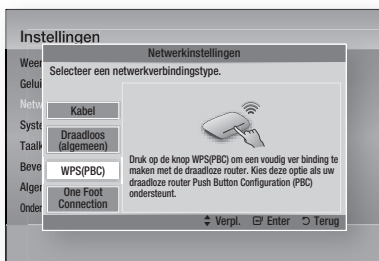 Instellingen
Netwerkinstellingen
Selecteer een netwerkverbindingstype.
Weer
Gelui
Netw
Syste
Taalk
Beve
Alger
Onder
Kabel
Draadloos
(algemeen)
WPS(PBC)
One Foot
Connection
Druk op de knop WPS(PBC) om een voudig ver binding te
maken met de draadloze router. Kies deze optie als uw
draadloze router Push Button Configuration (PBC)
ondersteunt.
Verpl. Enter Terug